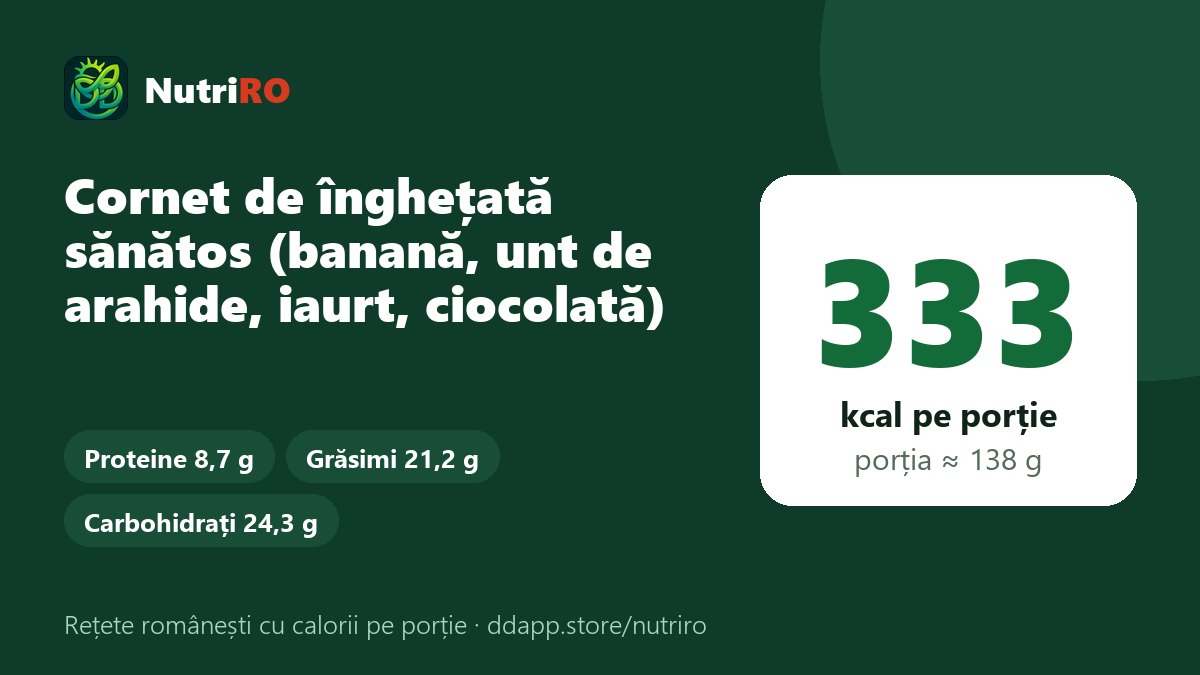 NutriRO
Cornet de înghețată
sănătos (banană, unt de
arahide, iaurt, ciocolată)
333
kcal pe porție
porția ≈ 138 g
Proteine 8,7 g
Grăsimi 21,2 g
Carbohidrați 24,3 g
Rețete românești cu calorii pe porție · ddapp.store/nutriro